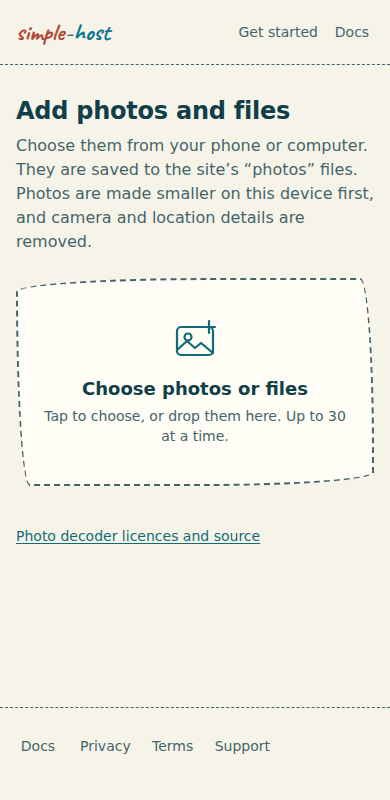 simple-host
Get started Docs
Add photos and files
Choose them from your phone or computer.
They are saved to the site’s “photos” files.
Photos are made smaller on this device first,
and camera and location details are
removed.
Choose photos or files
Tap to choose, or drop them here. Up to 30
at a time.
Photo decoder licences and source
Docs Privacy Terms Support